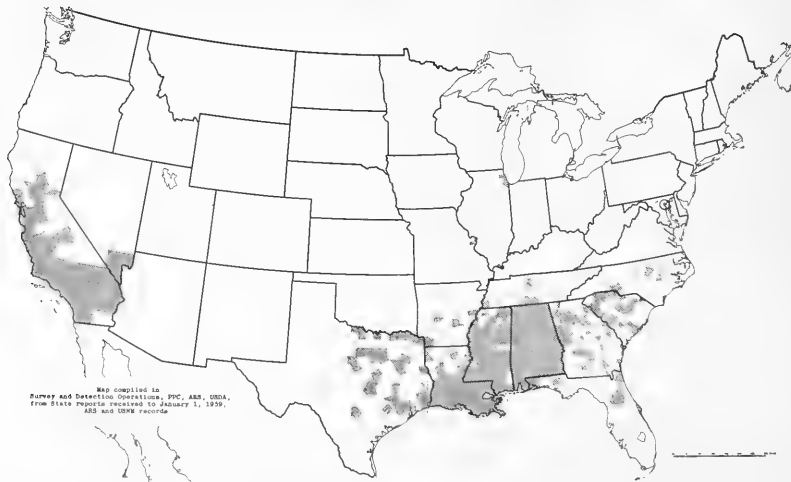 Map compiled in
Survey and Detection Operations, PPC, ARS, USDA,
from State reports received to January 1, 1959,
ARS and USNM records